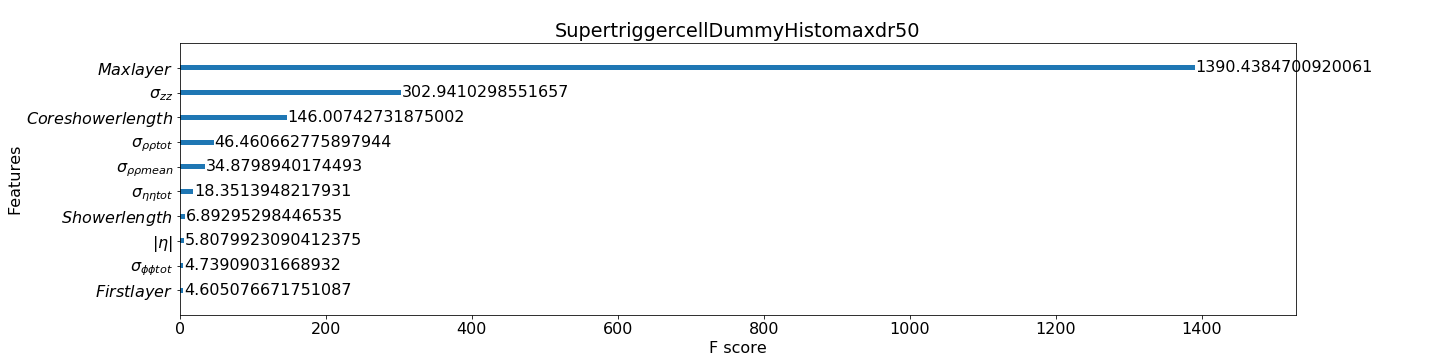 SupertriggercellDummyHistomaxdr50
Features
Maxlayer 1390.4384700920061
σzz 302.9410298551657
Coreshowerlength 146.00742731875002
σρρtot 46.460662775897944
σρρmean 34.8798940174493
σηηtot 18.3513948217931
Showerlength 6.89295298446535
|η| 5.8079923090412375
σϕϕtot 4.73909031668932
Firstlayer 4.605076671751087
0 200 400 600 800 1000 1200 1400
F score